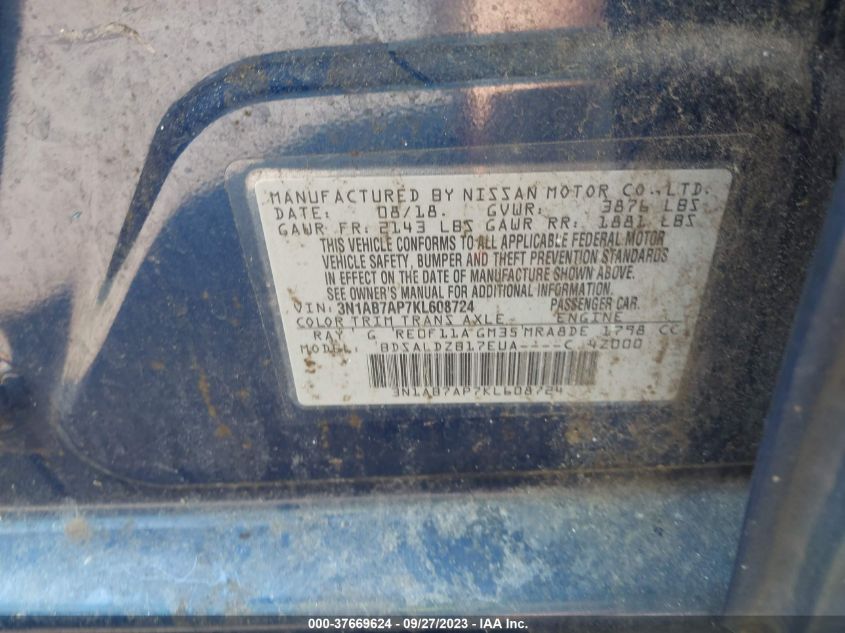 MANUFACTURED BY NISSAN MOTOR CO., LTD.
DATE: 08/18. GVWR: 3876 LBS
GAWR FR: 2143 LBS GAWR RR: 1881 LBS
THIS VEHICLE CONFORMS TO ALL APPLICABLE FEDERAL MOTOR
VEHICLE SAFETY, BUMPER AND THEFT PREVENTION STANDARDS
IN EFFECT ON THE DATE OF MANUFACTURE SHOWN ABOVE.
SEE OWNER'S MANUAL FOR ADDITIONAL INFORMATION.
VIN: 3N1AB7AP7KL608724 PASSENGER CAR.
COLOR TRIM TRANS AXLE ENGINE
RAY G RE0F11A GM35 MRA8DE 1798 CC
MODEL: BDSALDZB17EUA----C 4Z000
3N1AB7AP7KL608724
000-37669624 - 09/27/2023 - IAA Inc.